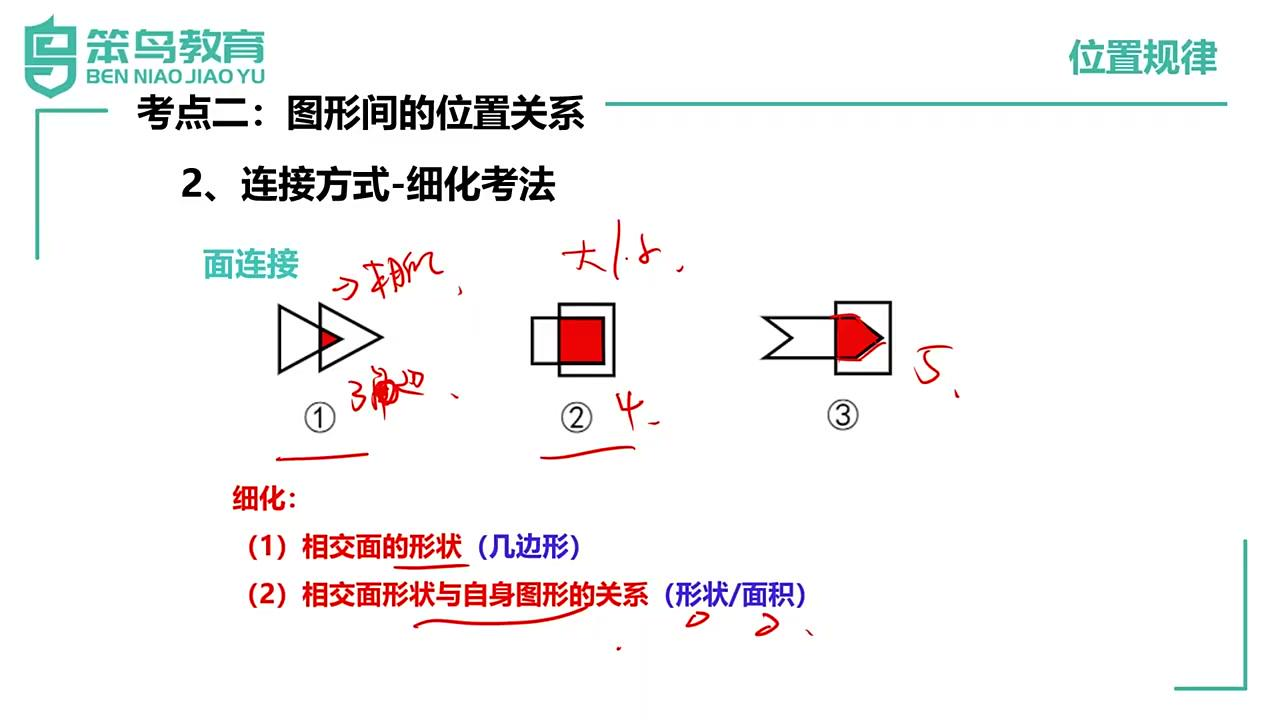 笨鸟教育
BEN NIAO JIAO YU
位置规律
考点二：图形间的位置关系
2、连接方式-细化考法
面连接
大小.
3
边
4
5
①
②
③
细化：
（1）相交面的形状（几边形）
（2）相交面形状与自身图形的关系（形状/面积）